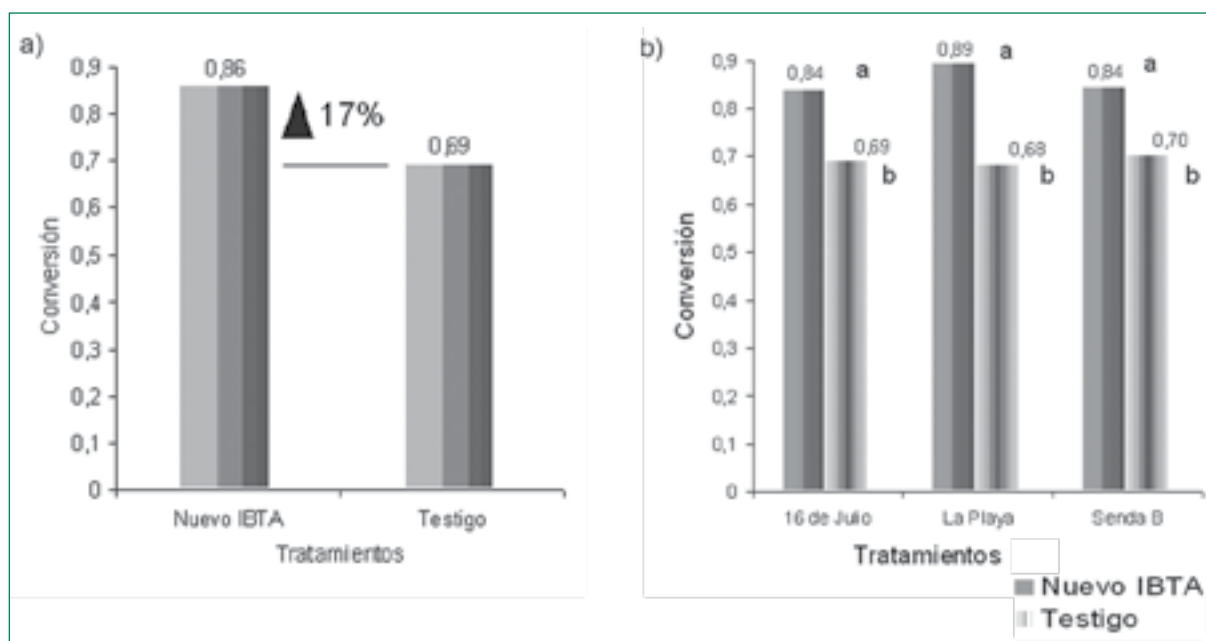 a)
0,9
0,8
0,7
0,6
0,5
0,4
0,3
0,2
0,1
0
Conversión
0,86
17%
0,69
Nuevo IBTA
Testigo
Tratamientos
b)
0,9
0,8
0,7
0,6
0,5
0,4
0,3
0,2
0,1
0
Conversión
0,84 a
0,69
b
0,89 a
0,68
b
0,84 a
0,70
b
16 de Julio
La Playa
Senda B
Tratamientos
Nuevo IBTA
Testigo